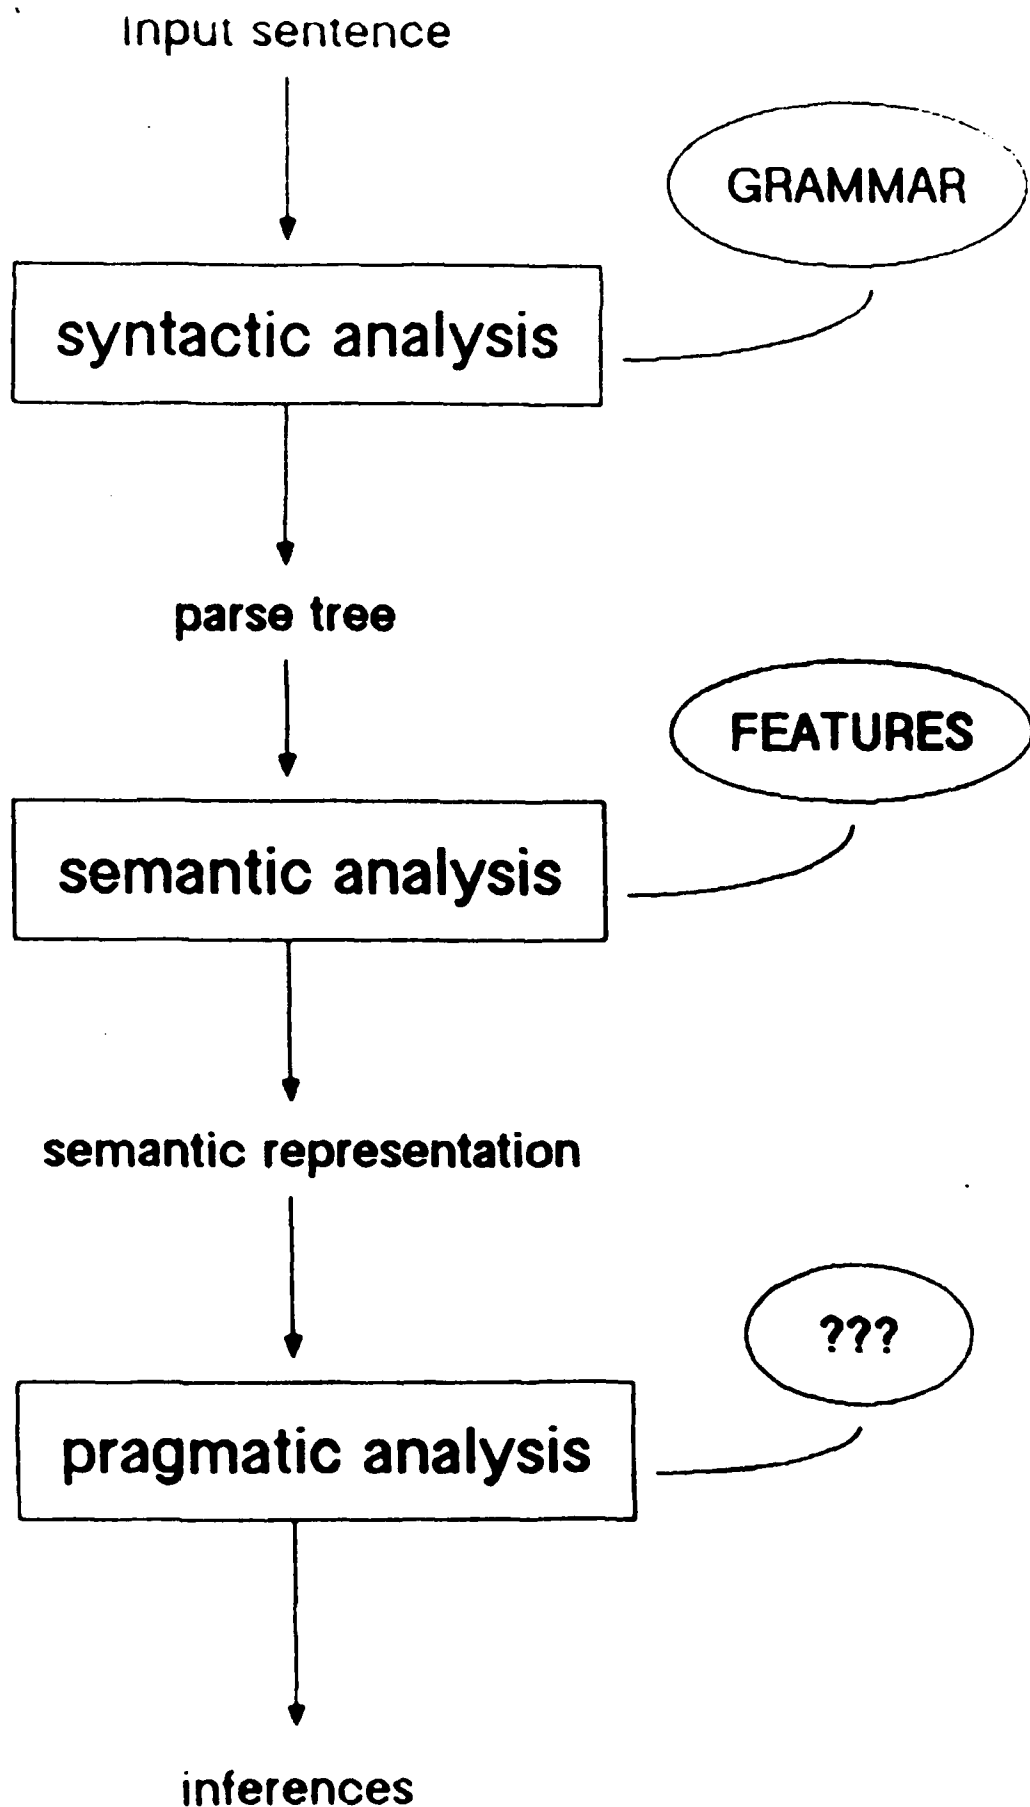 Input sentence
GRAMMAR
syntactic analysis
parse tree
FEATURES
semantic analysis
semantic representation
???
pragmatic analysis
inferences